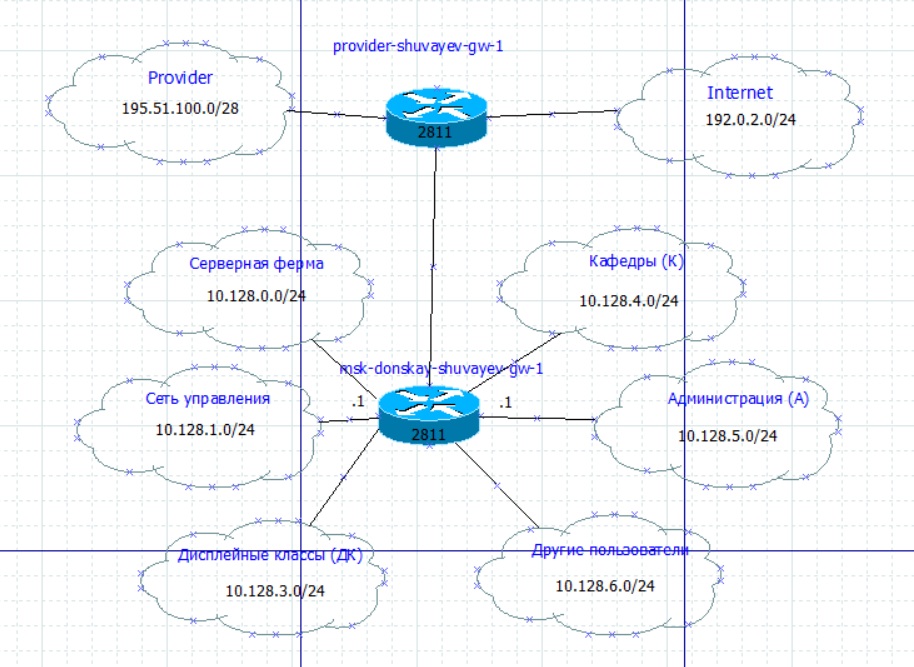 provider-shuvayev-gw-1
Provider
195.51.100.0/28
2811
Internet
192.0.2.0/24
Серверная ферма
10.128.0.0/24
Кафедры (К)
10.128.4.0/24
msk-donskay-shuvayev-gw-1
Сеть управления
10.128.1.0/24
.1
2811
.1
Администрация (А)
10.128.5.0/24
Дисплейные классы (ДК)
10.128.3.0/24
Другие пользователи
10.128.6.0/24